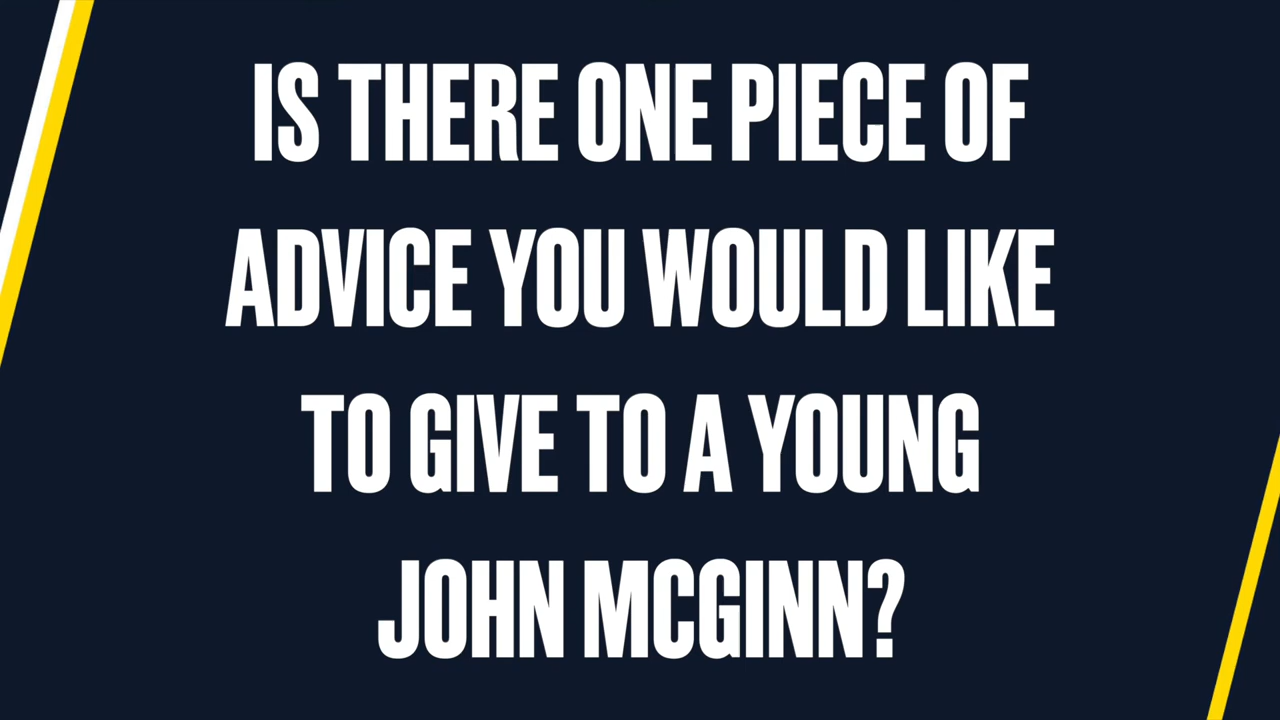 IS THERE ONE PIECE OF
ADVICE YOU WOULD LIKE
TO GIVE TO A YOUNG
JOHN MCGINN?